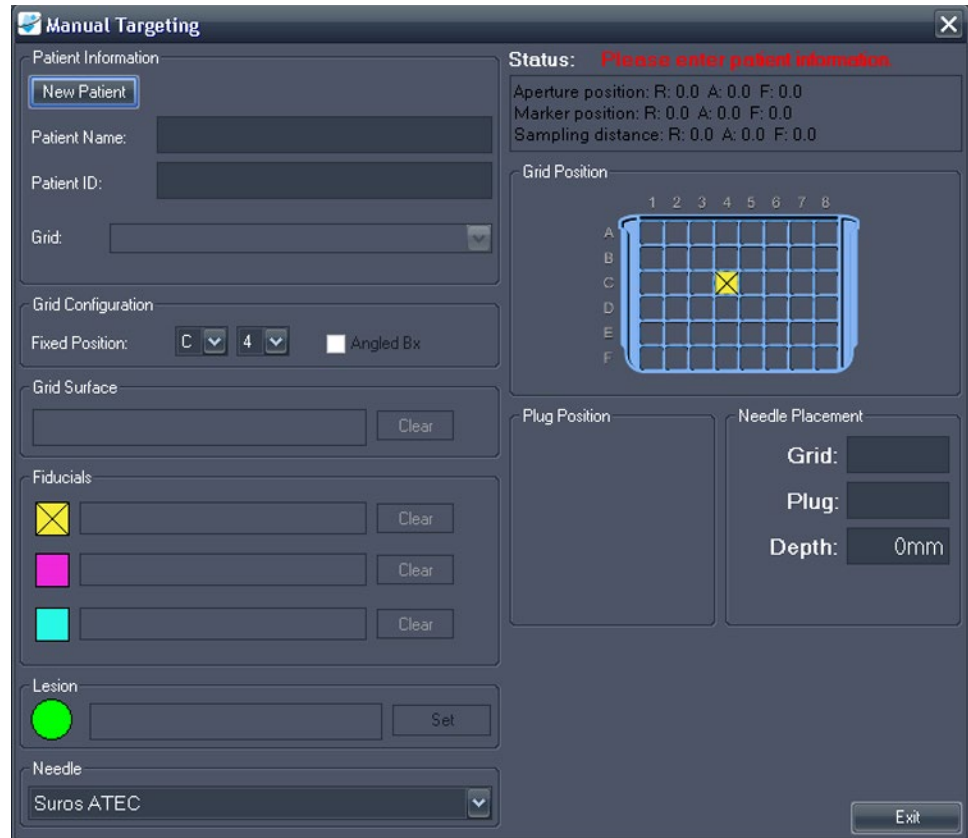 Manual Targeting
Patient Information
New Patient
Patient Name:
Patient ID:
Grid:
Grid Configuration
Fixed Position: C 4 Angled Bx
Grid Surface
Clear
Fiducials
Clear
Clear
Clear
Lesion
Set
Needle
Suros ATEC
Status: Please enter patient information
Aperture position: R: 0.0 A: 0.0 F: 0.0
Marker position: R: 0.0 A: 0.0 F: 0.0
Sampling distance: R: 0.0 A: 0.0 F: 0.0
Grid Position
1 2 3 4 5 6 7 8
A
B
C
D
E
F
Plug Position
Needle Placement
Grid:
Plug:
Depth: 0mm
Exit